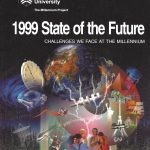 University
The Millennium Project
1999 State of the Future
CHALLENGES WE FACE AT THE MILLENNIUM